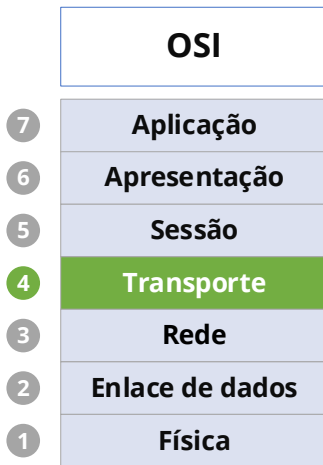 OSI
7 Aplicação
6 Apresentação
5 Sessão
4 Transporte
3 Rede
2 Enlace de dados
1 Física